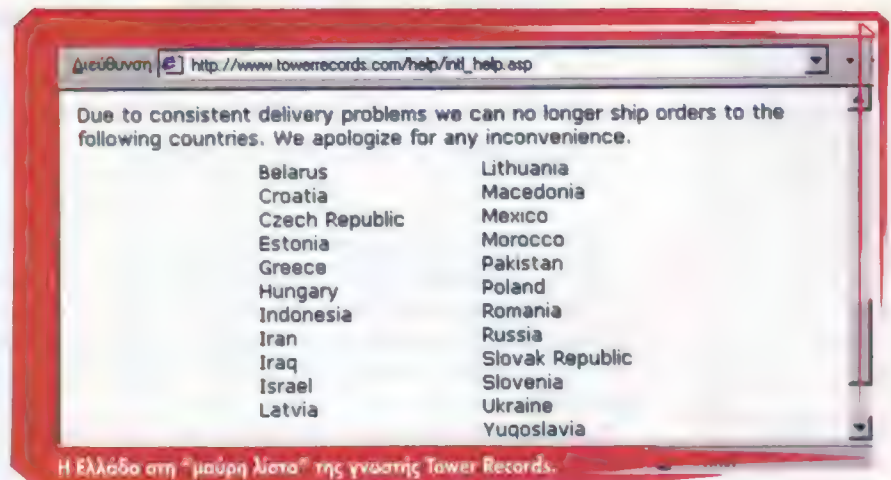 Διεύθυνση http://www.towerrecords.com/help/intl_help.asp
Due to consistent delivery problems we can no longer ship orders to the
following countries. We apologize for any inconvenience.
Belarus
Croatia
Czech Republic
Estonia
Greece
Hungary
Indonesia
Iran
Iraq
Israel
Latvia
Lithuania
Macedonia
Mexico
Morocco
Pakistan
Poland
Romania
Russia
Slovak Republic
Slovenia
Ukraine
Yugoslavia
Η Ελλάδα στη "μαύρη λίστα" της γνωστής Tower Records.